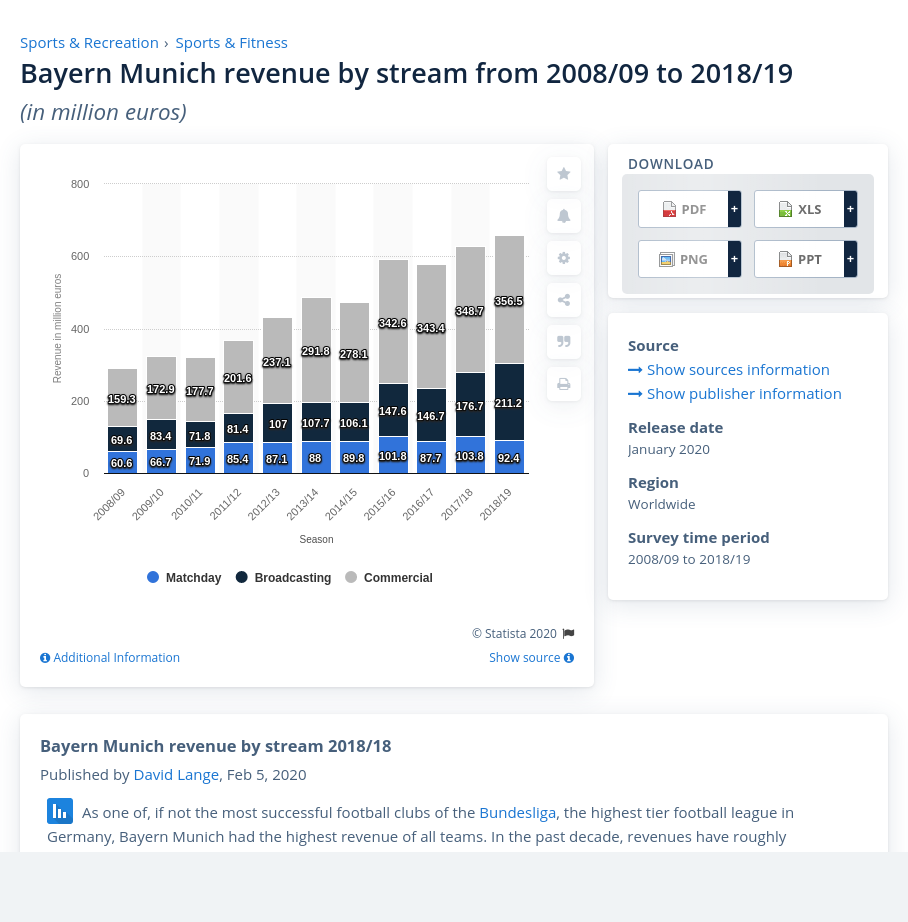 Sports & Recreation › Sports & Fitness
Bayern Munich revenue by stream from 2008/09 to 2018/19
(in million euros)
800
600
400
200
0
Revenue in million euros
159.3 172.9 177.7 201.6 237.1 291.8 278.1 342.6 343.4 348.7 356.5
69.6 83.4 71.8 81.4 107 107.7 106.1 147.6 146.7 176.7 211.2
60.6 66.7 71.9 85.4 87.1 88 89.8 101.8 87.7 103.8 92.4
2008/09 2009/10 2010/11 2011/12 2012/13 2013/14 2014/15 2015/16 2016/17 2017/18 2018/19
Season
Matchday Broadcasting Commercial
© Statista 2020
Additional Information Show source
DOWNLOAD
PDF + XLS +
PNG + PPT +
Source
Show sources information
Show publisher information
Release date
January 2020
Region
Worldwide
Survey time period
2008/09 to 2018/19
Bayern Munich revenue by stream 2018/18
Published by David Lange, Feb 5, 2020
As one of, if not the most successful football clubs of the Bundesliga, the highest tier football league in
Germany, Bayern Munich had the highest revenue of all teams. In the past decade, revenues have roughly